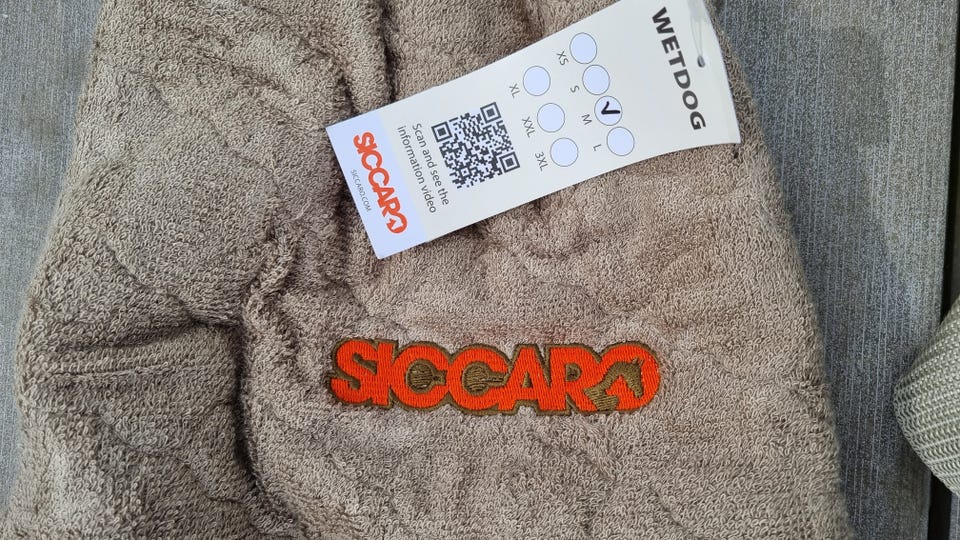 WETDOG
XS
S
M
L
XL
XXL
3XL
Scan and see the
information video
SICCARO
SICCARO.COM
SICCARO